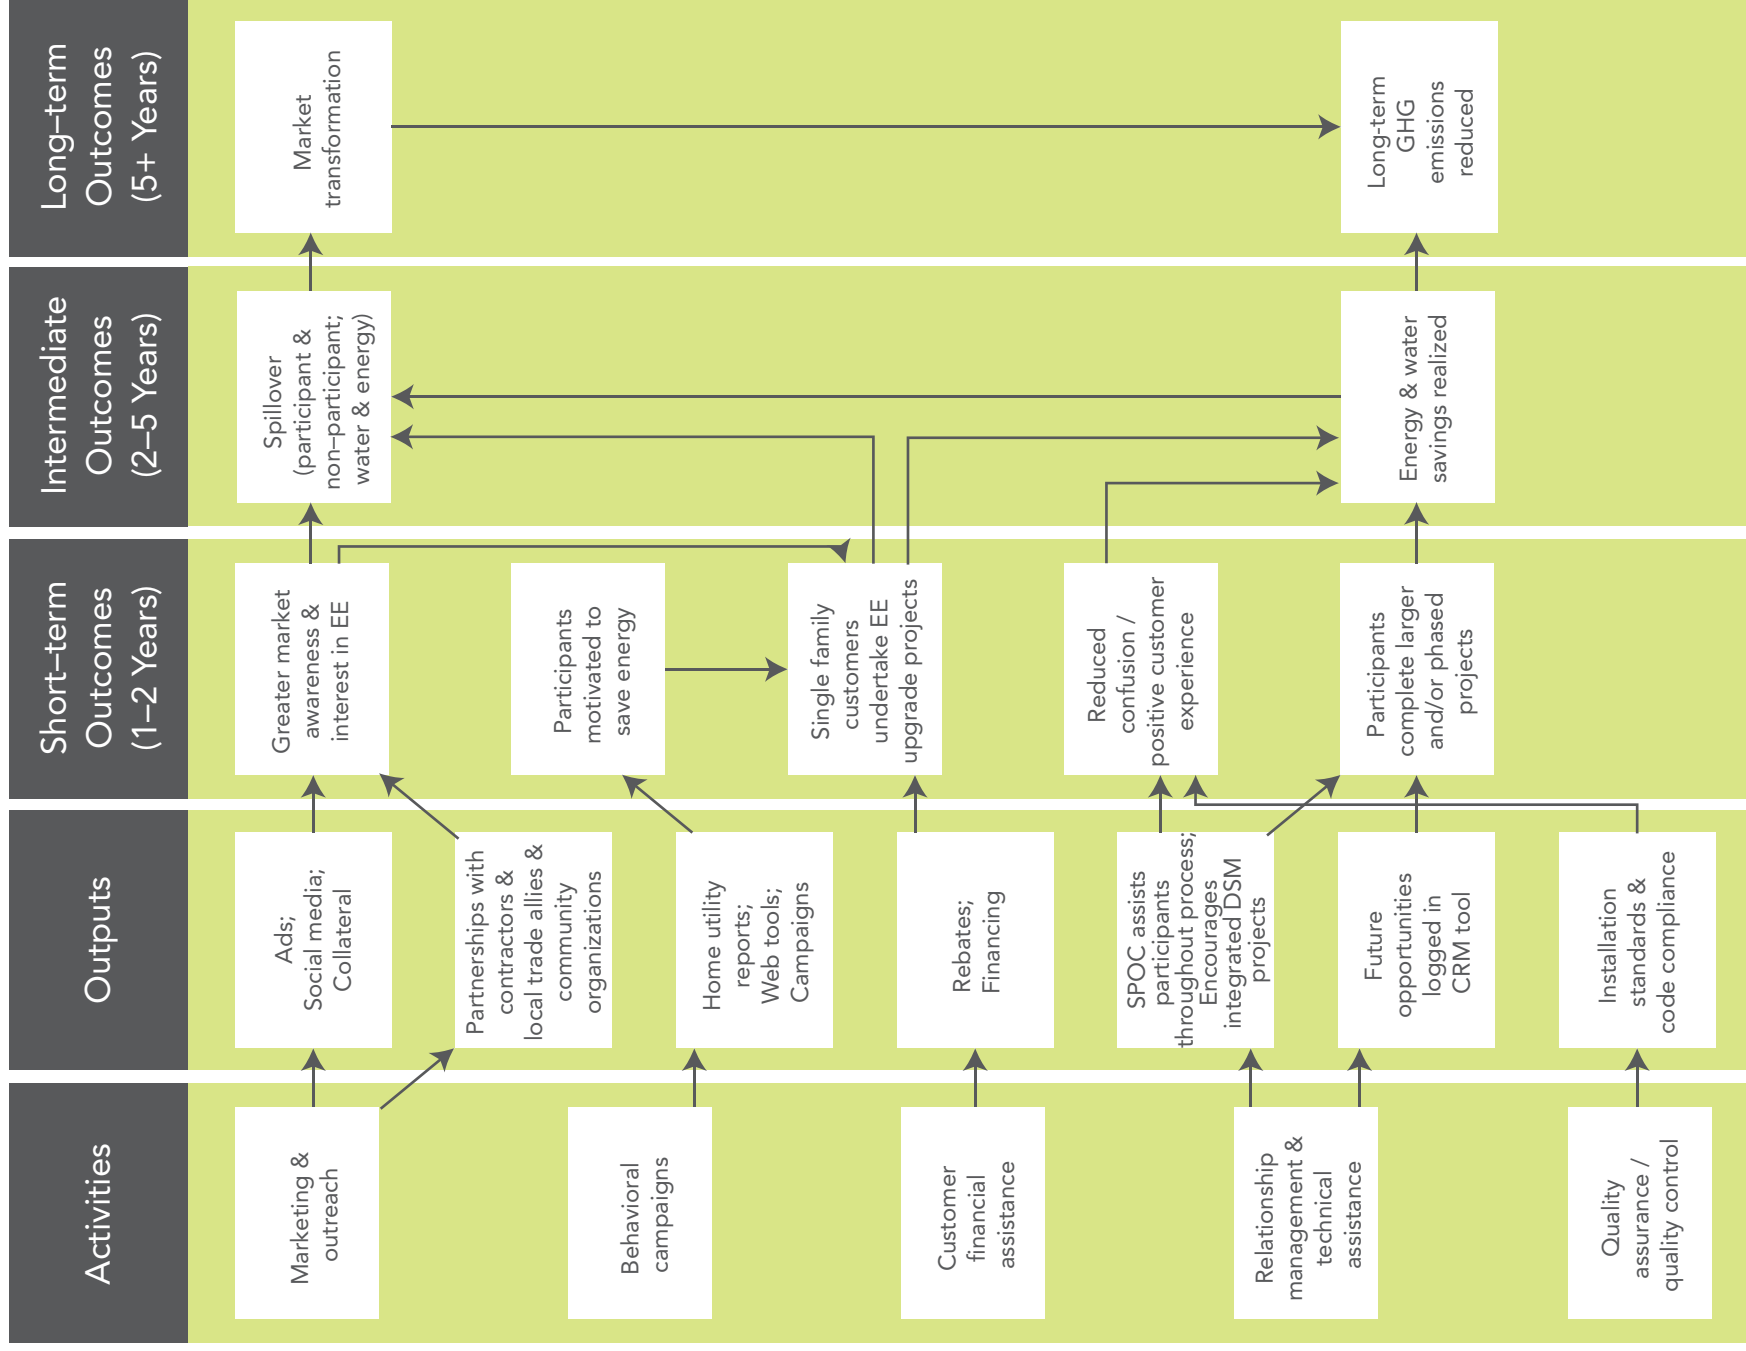 Activities
Marketing &
outreach
Behavioral
campaigns
Customer
financial
assistance
Relationship
management &
technical
assistance
Quality
assurance /
quality control
Outputs
Ads;
Social media;
Collateral
Partnerships with
contractors &
local trade allies &
community
organizations
Home utility
reports;
Web tools;
Campaigns
Rebates;
Financing
SPOC assists
participants
throughout process;
Encourages
integrated DSM
projects
Future
opportunities
logged in
CRM tool
Installation
standards &
code compliance
Short–term
Outcomes
(1–2 Years)
Greater market
awareness &
interest in EE
Participants
motivated to
save energy
Single family
customers
undertake EE
upgrade projects
Reduced
confusion /
positive customer
experience
Participants
complete larger
and/or phased
projects
Intermediate
Outcomes
(2–5 Years)
Spillover
(participant &
non–participant;
water & energy)
Energy & water
savings realized
Long–term
Outcomes
(5+ Years)
Market
transformation
Long-term
GHG
emissions
reduced